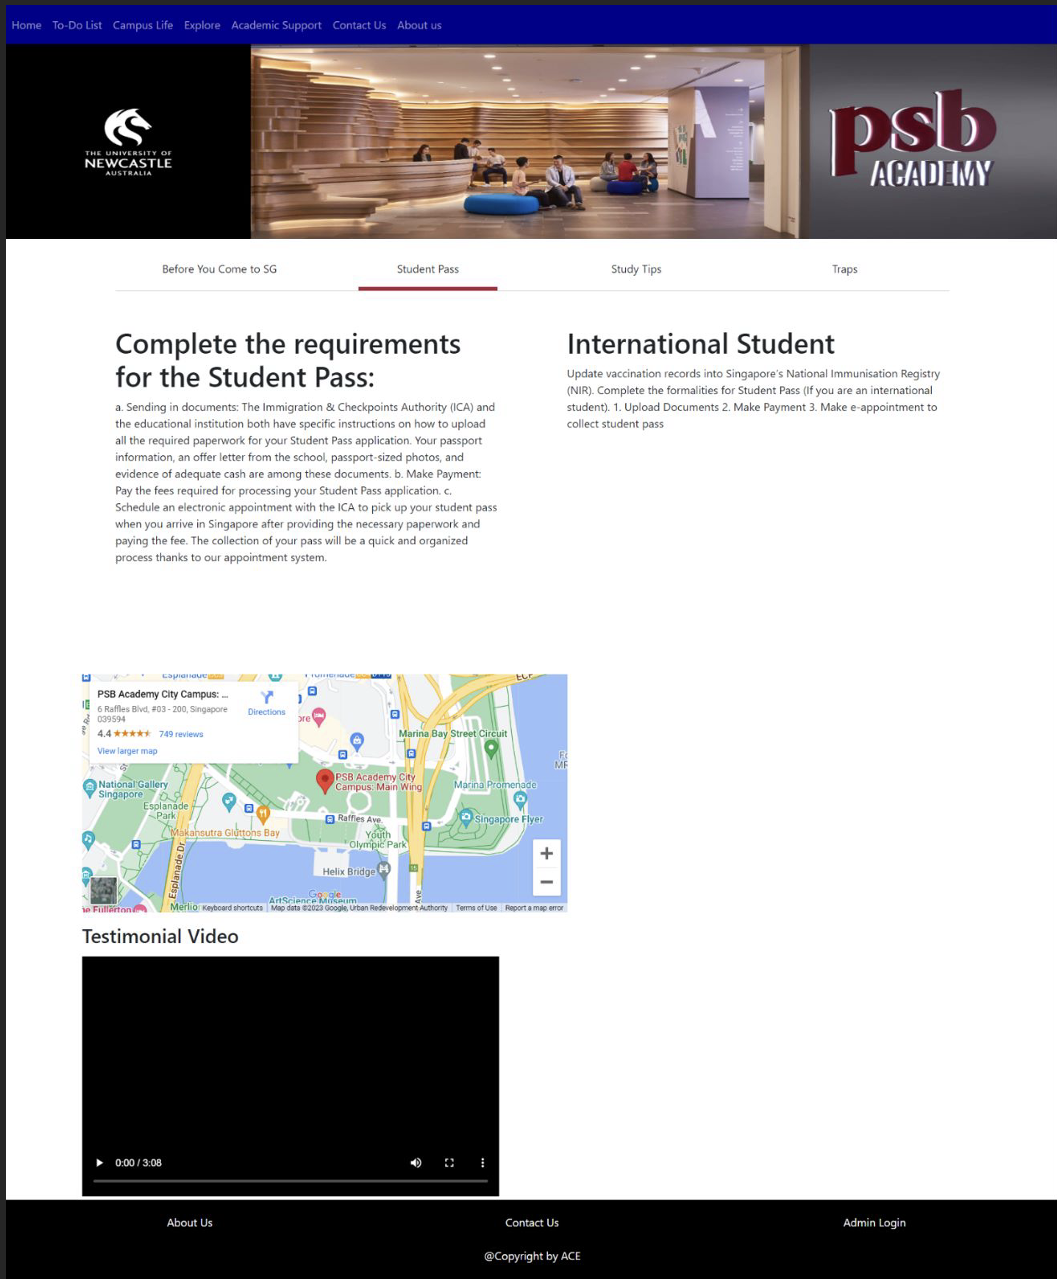 Home To-Do List Campus Life Explore Academic Support Contact Us About us
THE UNIVERSITY OF
NEWCASTLE
AUSTRALIA
psb
ACADEMY
Before You Come to SG Student Pass Study Tips Traps
Complete the requirements
for the Student Pass:
a. Sending in documents: The Immigration & Checkpoints Authority (ICA) and
the educational institution both have specific instructions on how to upload
all the required paperwork for your Student Pass application. Your passport
information, an offer letter from the school, passport-sized photos, and
evidence of adequate cash are among these documents. b. Make Payment:
Pay the fees required for processing your Student Pass application. c.
Schedule an electronic appointment with the ICA to pick up your student pass
when you arrive in Singapore after providing the necessary paperwork and
paying the fee. The collection of your pass will be a quick and organized
process thanks to our appointment system.
International Student
Update vaccination records into Singapore's National Immunisation Registry
(NIR). Complete the formalities for Student Pass (If you are an international
student). 1. Upload Documents 2. Make Payment 3. Make e-appointment to
collect student pass
PSB Academy City Campus: ...
6 Raffles Blvd, #03 - 200, Singapore
039594
Directions
4.4 749 reviews
View larger map
Marina Bay Street Circuit
PSB Academy City
Campus: Main Wing
National Gallery
Singapore
Marina Promenade
Esplanade
Park
Raffles Ave.
Singapore Flyer
Makansutra Gluttons Bay
Youth
Olympic Park
Esplanade Dr
Helix Bridge
Google
ArtScience Museum
Merlio
Keyboard shortcuts Map data ©2023 Google, Urban Redevelopment Authority Terms of Use Report a map error
Testimonial Video
0:00 / 3:08
About Us Contact Us Admin Login
@Copyright by ACE